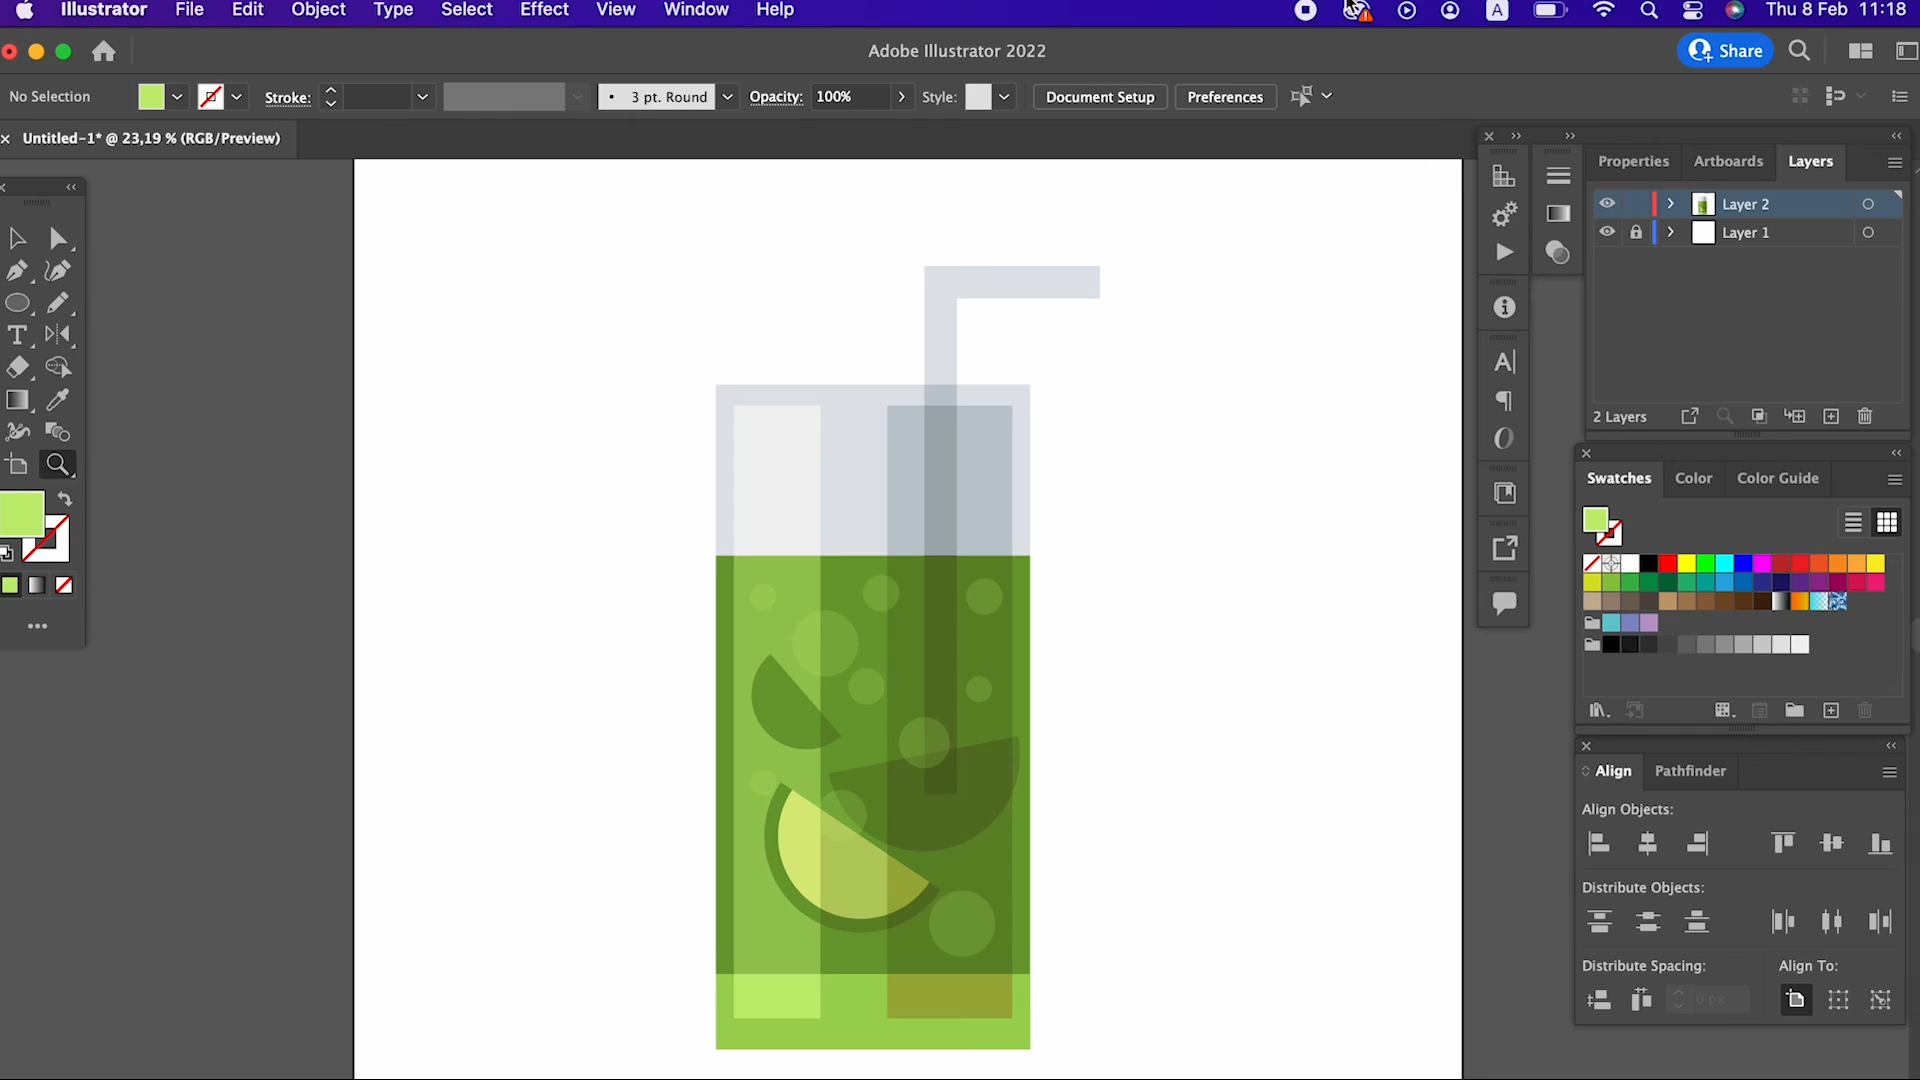 Illustrator File Edit Object Type Select Effect View Window Help A Thu 8 Feb 11:18
Adobe Illustrator 2022 Share
No Selection Stroke: 3 pt. Round Opacity: 100% Style: Document Setup Preferences
Untitled-1* @ 23,19 % (RGB/Preview)
Properties Artboards Layers
Layer 2
Layer 1
2 Layers
Swatches Color Color Guide
Align Pathfinder
Align Objects:
Distribute Objects:
Distribute Spacing: Align To:
0 px